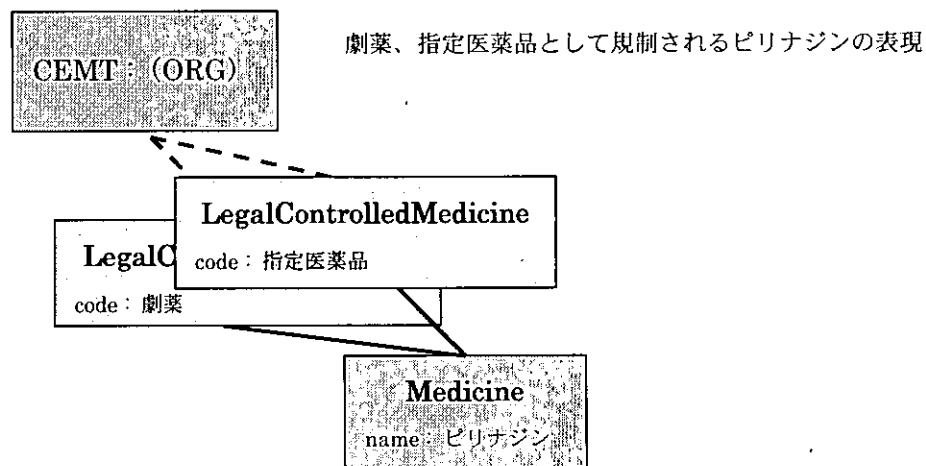 劇薬、指定医薬品として規制されるピリナジンの表現
CEMT：(ORG)
LegalControlledMedicine
code：指定医薬品
LegalC
code：劇薬
Medicine
name：ピリナジン